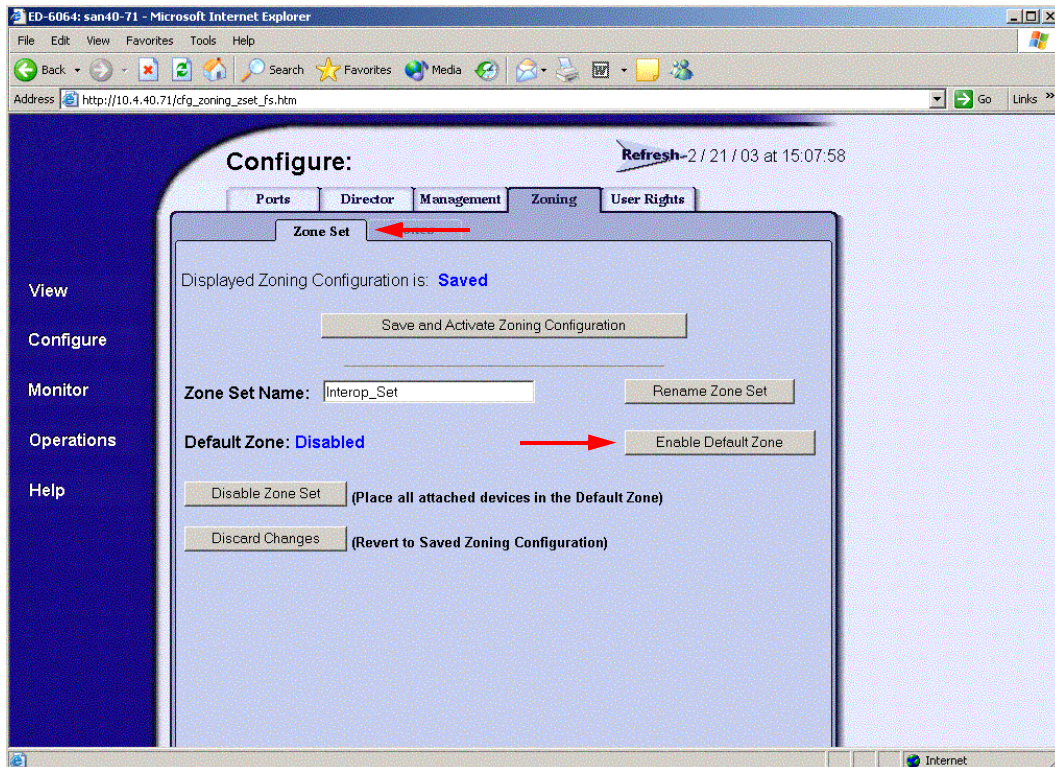 ED-6064: san40-71 - Microsoft Internet Explorer
File Edit View Favorites Tools Help
Back Search Favorites Media
Address http://10.4.40.71/cfg_zoning_zset_fs.htm Go Links »
Configure:
Refresh-2 / 21 / 03 at 15:07:58
Ports Director Management Zoning User Rights
Zone Set
Displayed Zoning Configuration is: Saved
View
Save and Activate Zoning Configuration
Configure
Monitor
Zone Set Name: Interop_Set Rename Zone Set
Operations
Default Zone: Disabled Enable Default Zone
Help
Disable Zone Set (Place all attached devices in the Default Zone)
Discard Changes (Revert to Saved Zoning Configuration)
Internet